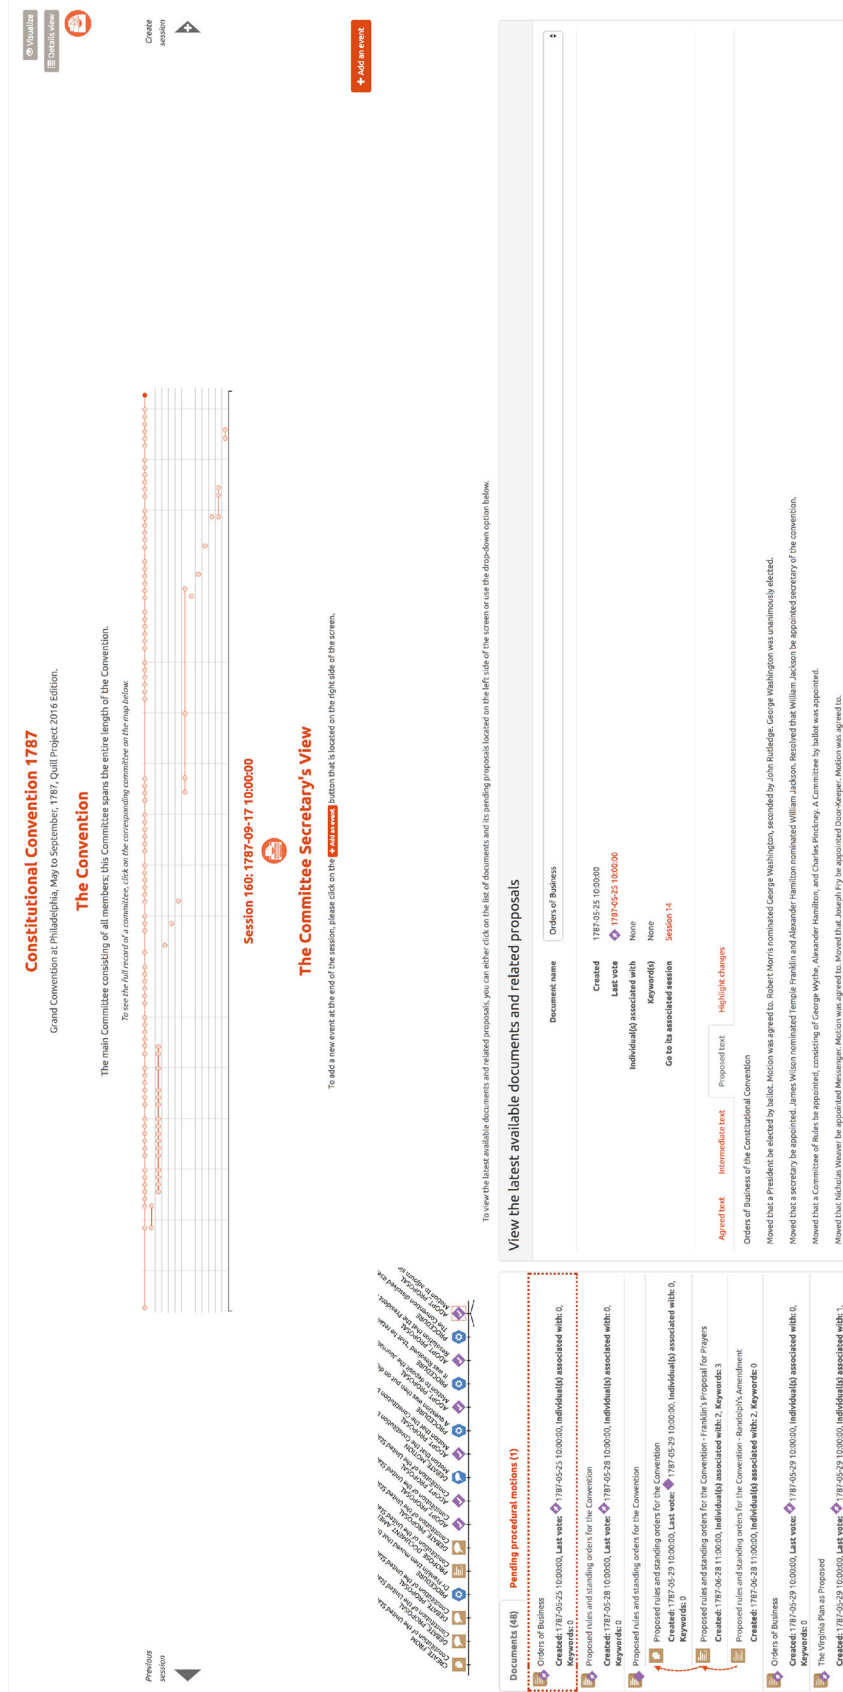 Visualize
Details view
Constitutional Convention 1787
Grand Convention at Philadelphia, May to September, 1787, Quill Project 2016 Edition.
The Convention
The main Committee consisting of all members; this Committee spans the entire length of the Convention.
To see the full record of a committee, click on the corresponding committee on the map below.
Previous
session
Create
session
Session 160: 1787-09-17 10:00:00
The Committee Secretary's View
To add a new event at the end of the session, please click on the + Add an event button that is located on the right side of the screen.
+ Add an event
To view the latest available documents and related proposals, you can either click on the list of documents and its pending proposals located on the left side of the screen or use the drop-down option below.
Documents (48)
Pending procedural motions (1)
Orders of Business
Created: 1787-05-25 10:00:00, Last vote: 1787-05-25 10:00:00, Individual(s) associated with: 0,
Keywords: 0
Proposed rules and standing orders for the Convention
Created: 1787-05-28 10:00:00, Last vote: 1787-05-28 10:00:00, Individual(s) associated with: 0,
Keywords: 0
Proposed rules and standing orders for the Convention
Proposed rules and standing orders for the Convention
Created: 1787-05-29 10:00:00, Last vote: 1787-05-29 10:00:00, Individual(s) associated with: 0,
Keywords: 0
Proposed rules and standing orders for the Convention - Franklin's Proposal for Prayers
Created: 1787-06-28 11:00:00, Individual(s) associated with: 2, Keywords: 3
Proposed rules and standing orders for the Convention - Randolph's Amendment
Created: 1787-06-28 11:00:00, Individual(s) associated with: 2, Keywords: 0
Orders of Business
Created: 1787-05-29 10:00:00, Last vote: 1787-05-29 10:00:00, Individual(s) associated with: 0,
Keywords: 0
The Virginia Plan as Proposed
Created: 1787-05-29 10:00:00, Last vote: 1787-05-29 10:00:00, Individual(s) associated with: 1,
View the latest available documents and related proposals
Document name Orders of Business
Created 1787-05-25 10:00:00
Last vote 1787-05-25 10:00:00
Individual(s) associated with None
Keyword(s) None
Go to its associated session Session 14
Agreed text Intermediate text Proposed text Highlight changes
Orders of Business of the Constitutional Convention
Moved that a President be elected by ballot. Motion was agreed to. Robert Morris nominated George Washington, seconded by John Rutledge. George Washington was unanimously elected.
Moved that a secretary be appointed. James Wilson nominated Temple Franklin and Alexander Hamilton nominated William Jackson. Resolved that William Jackson be appointed secretary of the convention.
Moved that a Committee of Rules be appointed, consisting of George Wythe, Alexander Hamilton, and Charles Pinckney. A Committee by ballot was appointed.
Moved that Nicholas Weaver be appointed Messenger. Motion was agreed to. Moved that Joseph Fry be appointed Door-Keeper. Motion was agreed to.